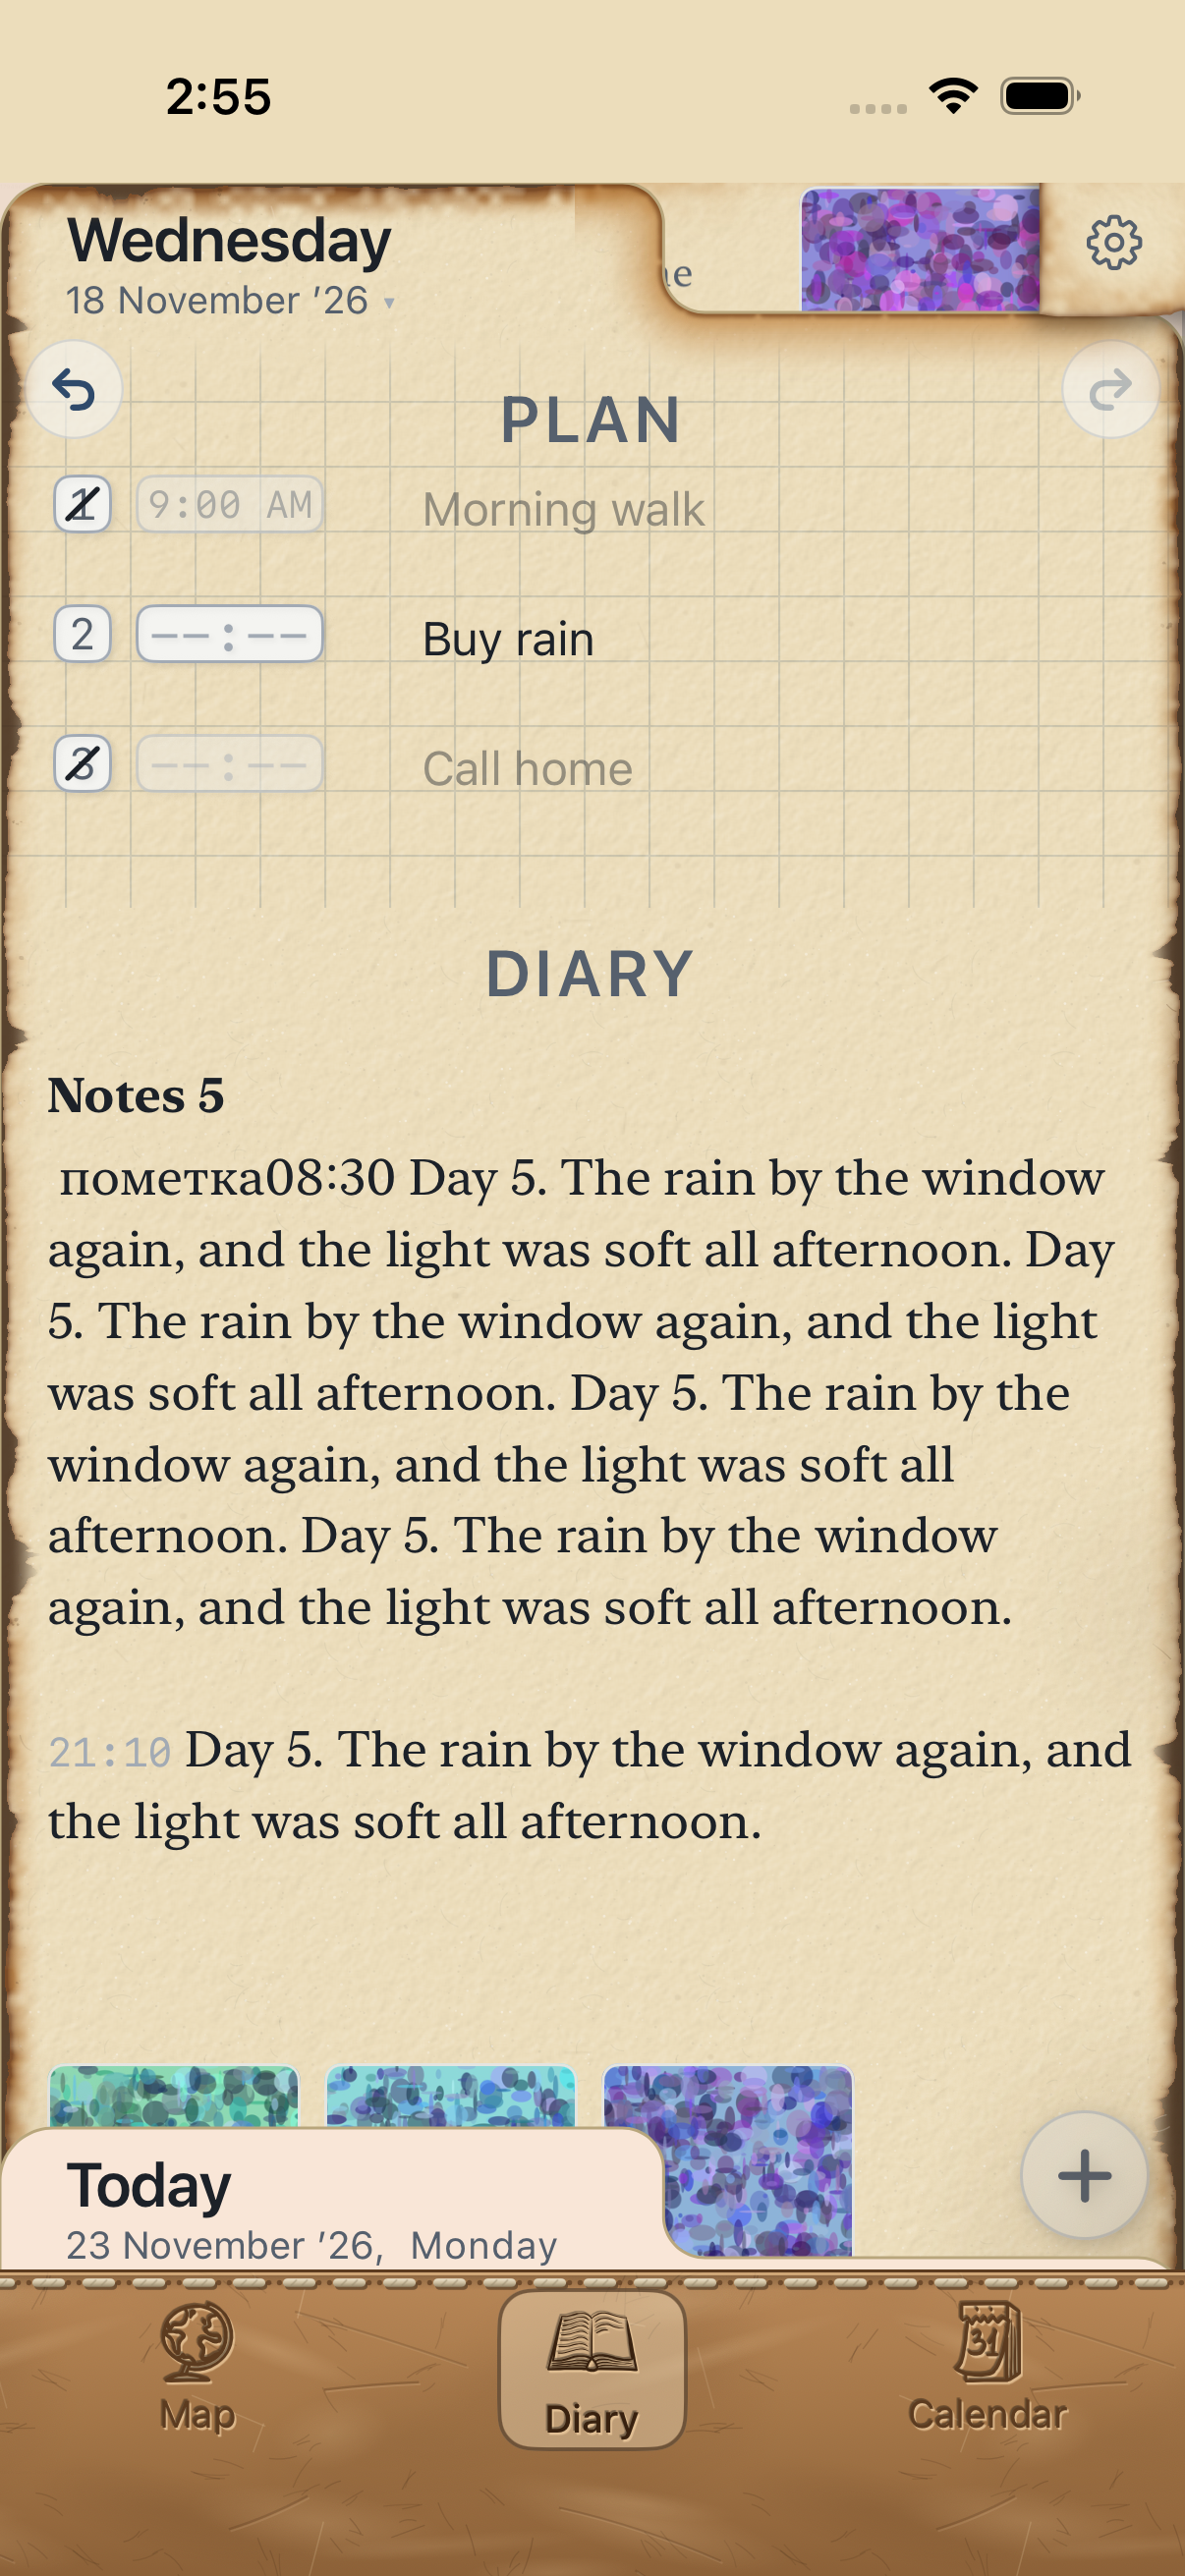 2:55
Wednesday
18 November ’26
PLAN
1 9:00 AM Morning walk
2 --:-- Buy rain
3 --:-- Call home
DIARY
Notes 5
пометка08:30 Day 5. The rain by the window
again, and the light was soft all afternoon. Day
5. The rain by the window again, and the light
was soft all afternoon. Day 5. The rain by the
window again, and the light was soft all
afternoon. Day 5. The rain by the window
again, and the light was soft all afternoon.
21:10 Day 5. The rain by the window again, and
the light was soft all afternoon.
Today
23 November ’26, Monday
31
Map
Diary
Calendar